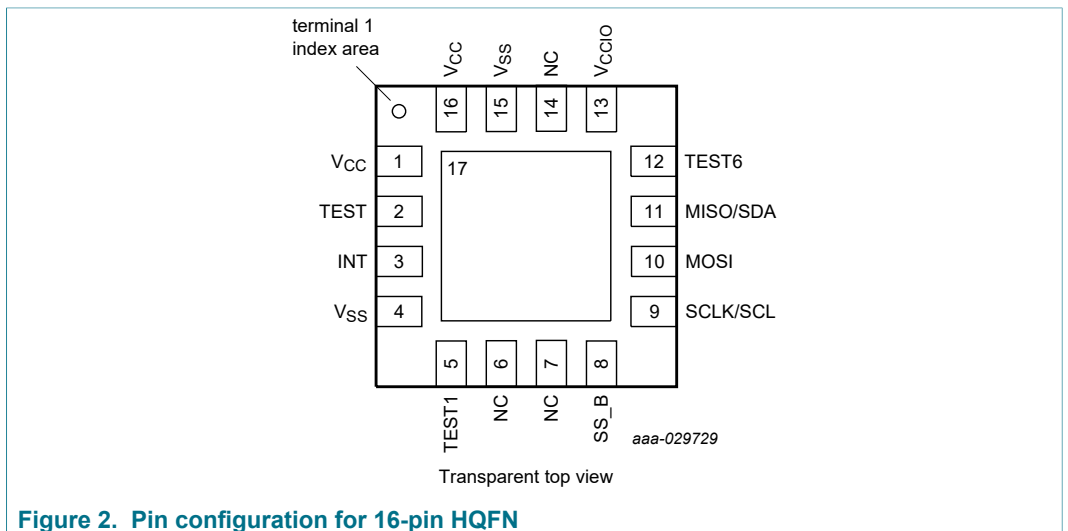 terminal 1
index area
VCC
VSS
NC
VCCIO
16
15
14
13
VCC 1
17
12 TEST6
TEST 2
11 MISO/SDA
INT 3
10 MOSI
VSS 4
9 SCLK/SCL
5
6
7
8
TEST1
NC
NC
SS_B
aaa-029729
Transparent top view
Figure 2. Pin configuration for 16-pin HQFN